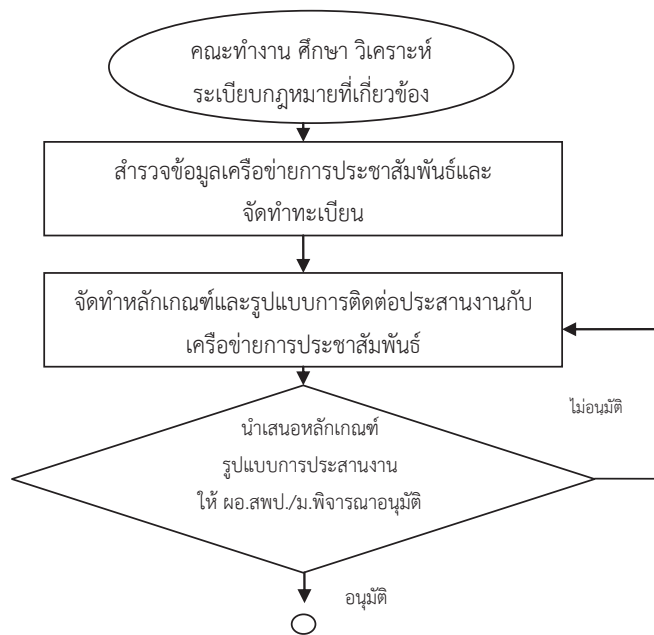 คณะทำงาน ศึกษา วิเคราะห์
ระเบียบกฎหมายที่เกี่ยวข้อง
สำรวจข้อมูลเครือข่ายการประชาสัมพันธ์และ
จัดทำทะเบียน
จัดทำหลักเกณฑ์และรูปแบบการติดต่อประสานงานกับ
เครือข่ายการประชาสัมพันธ์
ไม่อนุมัติ
นำเสนอหลักเกณฑ์
รูปแบบการประสานงาน
ให้ ผอ.สพป./ม.พิจารณาอนุมัติ
อนุมัติ